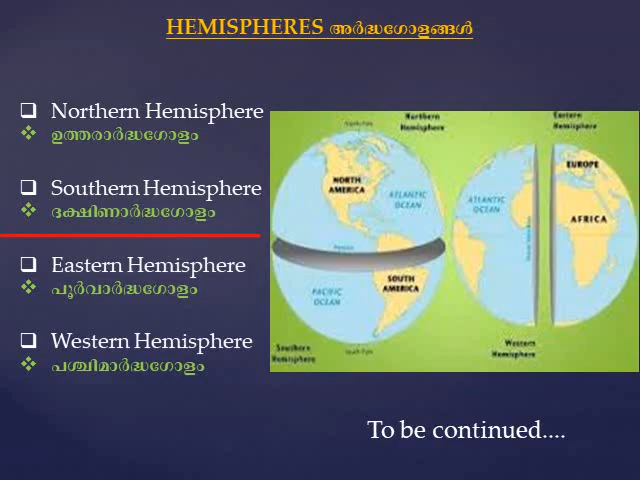 HEMISPHERES അർദ്ധഗോളങ്ങൾ
Northern Hemisphere
ഉത്തരാർദ്ധഗോളം
Southern Hemisphere
ദക്ഷിണാർദ്ധഗോളം
Eastern Hemisphere
പൂർവാർദ്ധഗോളം
Western Hemisphere
പശ്ചിമാർദ്ധഗോളം
North Pole
Northern
Hemisphere
NORTH
AMERICA
ATLANTIC
OCEAN
PACIFIC
OCEAN
SOUTH
AMERICA
Southern
Hemisphere
South Pole
Eastern
Hemisphere
EUROPE
ATLANTIC
OCEAN
AFRICA
Western
Hemisphere
To be continued....